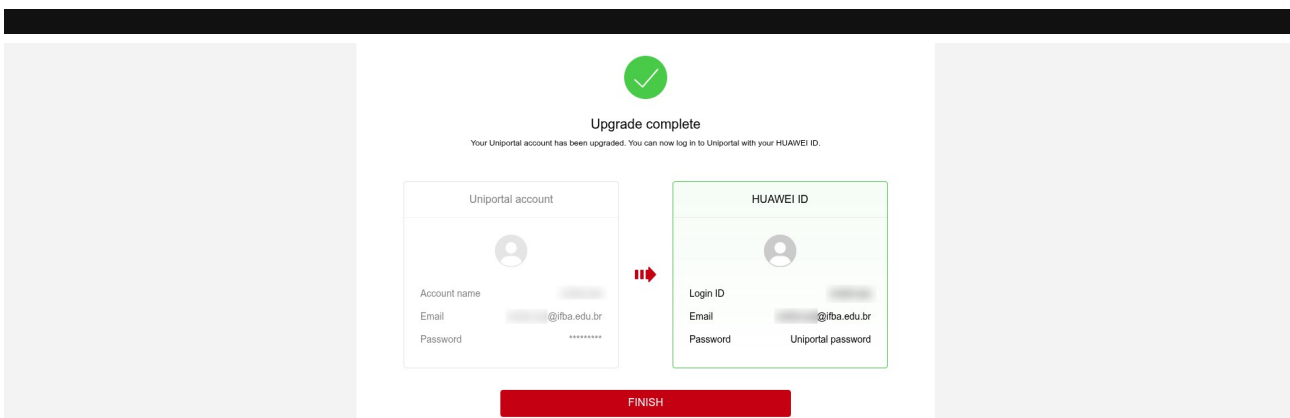 Upgrade complete
Your Uniportal account has been upgraded. You can now log in to Uniportal with your HUAWEI ID.
Uniportal account
Account name
Email @ifba.edu.br
Password *********
HUAWEI ID
Login ID
Email @ifba.edu.br
Password Uniportal password
FINISH